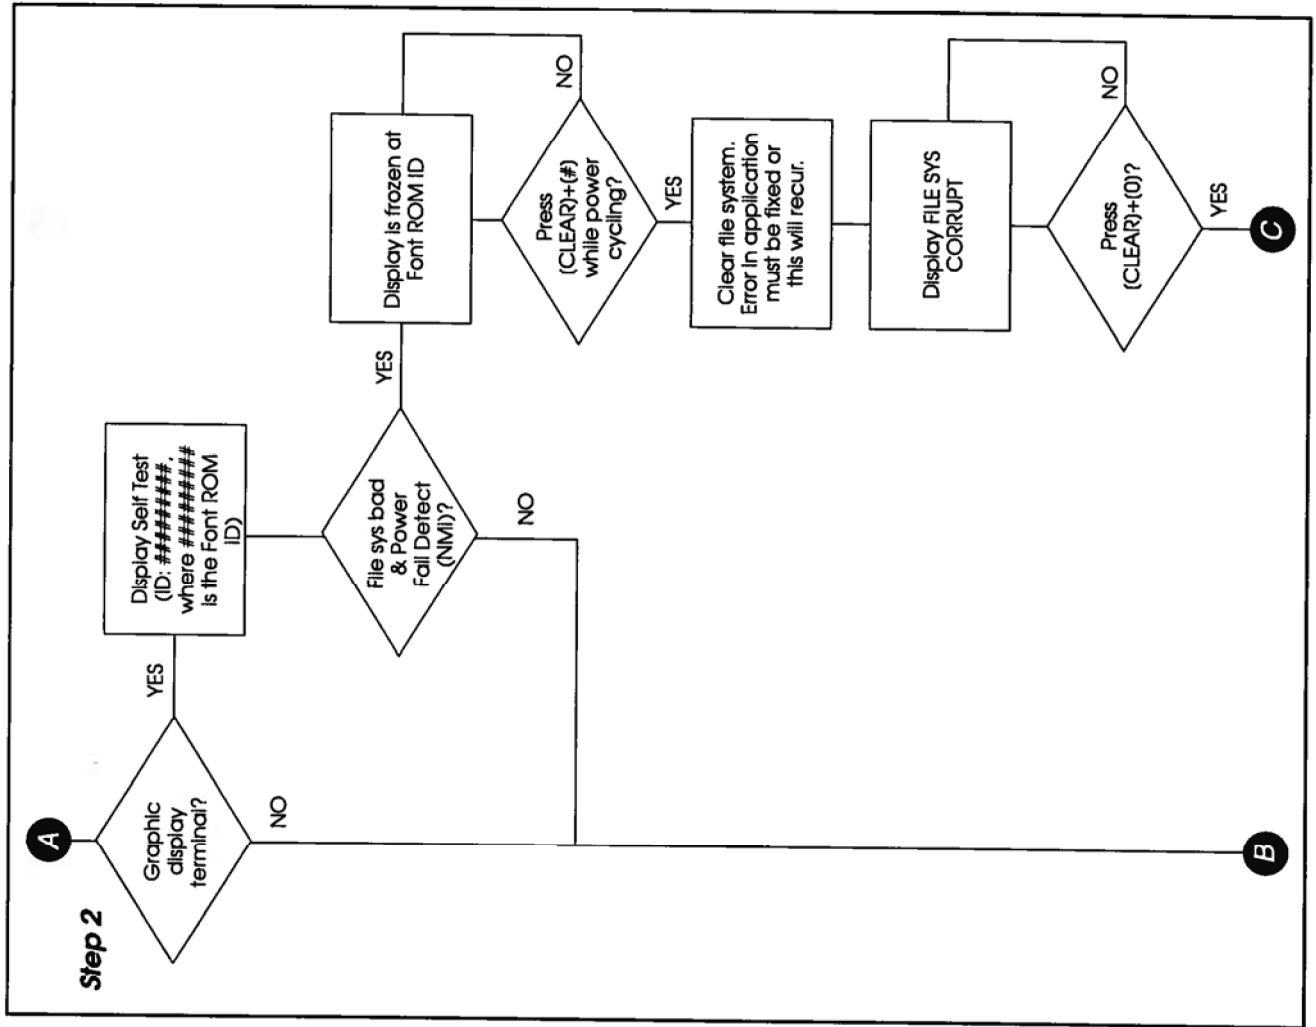 Step 2
A
Graphic
display
terminal?
YES
NO
Display Self Test
(ID: #########,
where #########
is the Font ROM
ID)
File sys bad
& Power
Fail Detect
(NMI)?
YES
NO
Display is frozen at
Font ROM ID
Press
(CLEAR)+(#)
while power
cycling?
NO
YES
Clear file system.
Error in application
must be fixed or
this will recur.
Display FILE SYS
CORRUPT
Press
(CLEAR)+(0)?
NO
YES
B
C